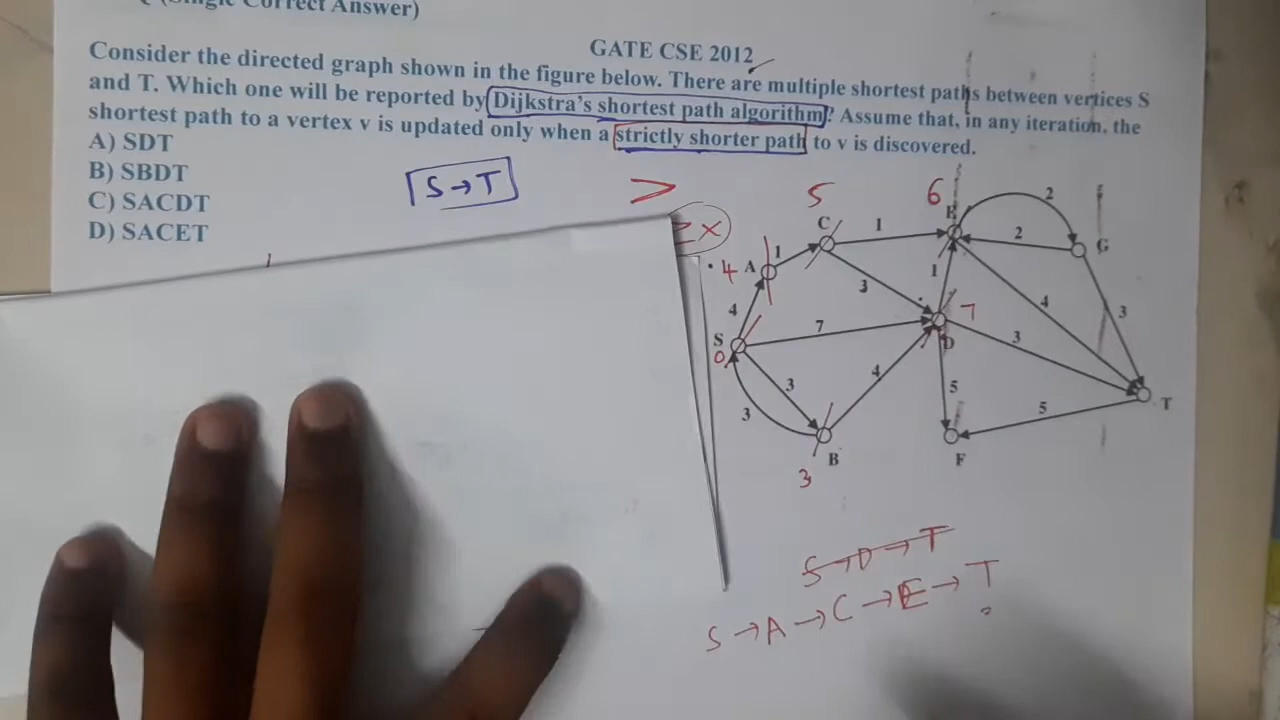 (Single Correct Answer)
GATE CSE 2012
Consider the directed graph shown in the figure below. There are multiple shortest paths between vertices S
and T. Which one will be reported by Dijkstra's shortest path algorithm? Assume that, in any iteration, the
shortest path to a vertex v is updated only when a strictly shorter path to v is discovered.
A) SDT
B) SBDT
C) SACDT
D) SACET
S→T
>
5
6
2
x
C
1
E
2
G
4
A
1
3
1
4
3
4
7
7
S
D
3
0
3
4
5
3
5
T
B
F
3
S→D→T
S→A→C→E→T